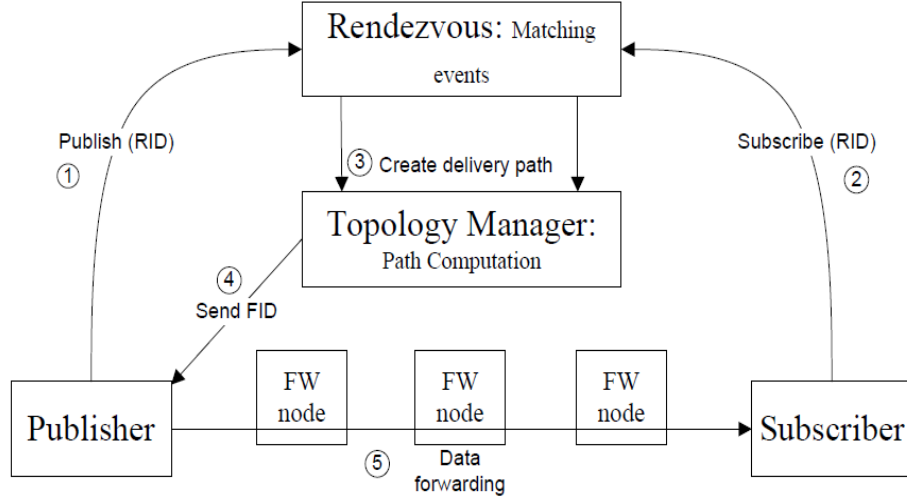 Rendezvous: Matching
events
Publish (RID)
①
Subscribe (RID)
②
③ Create delivery path
Topology Manager:
Path Computation
④
Send FID
FW
node
FW
node
FW
node
Publisher
Subscriber
⑤ Data
forwarding